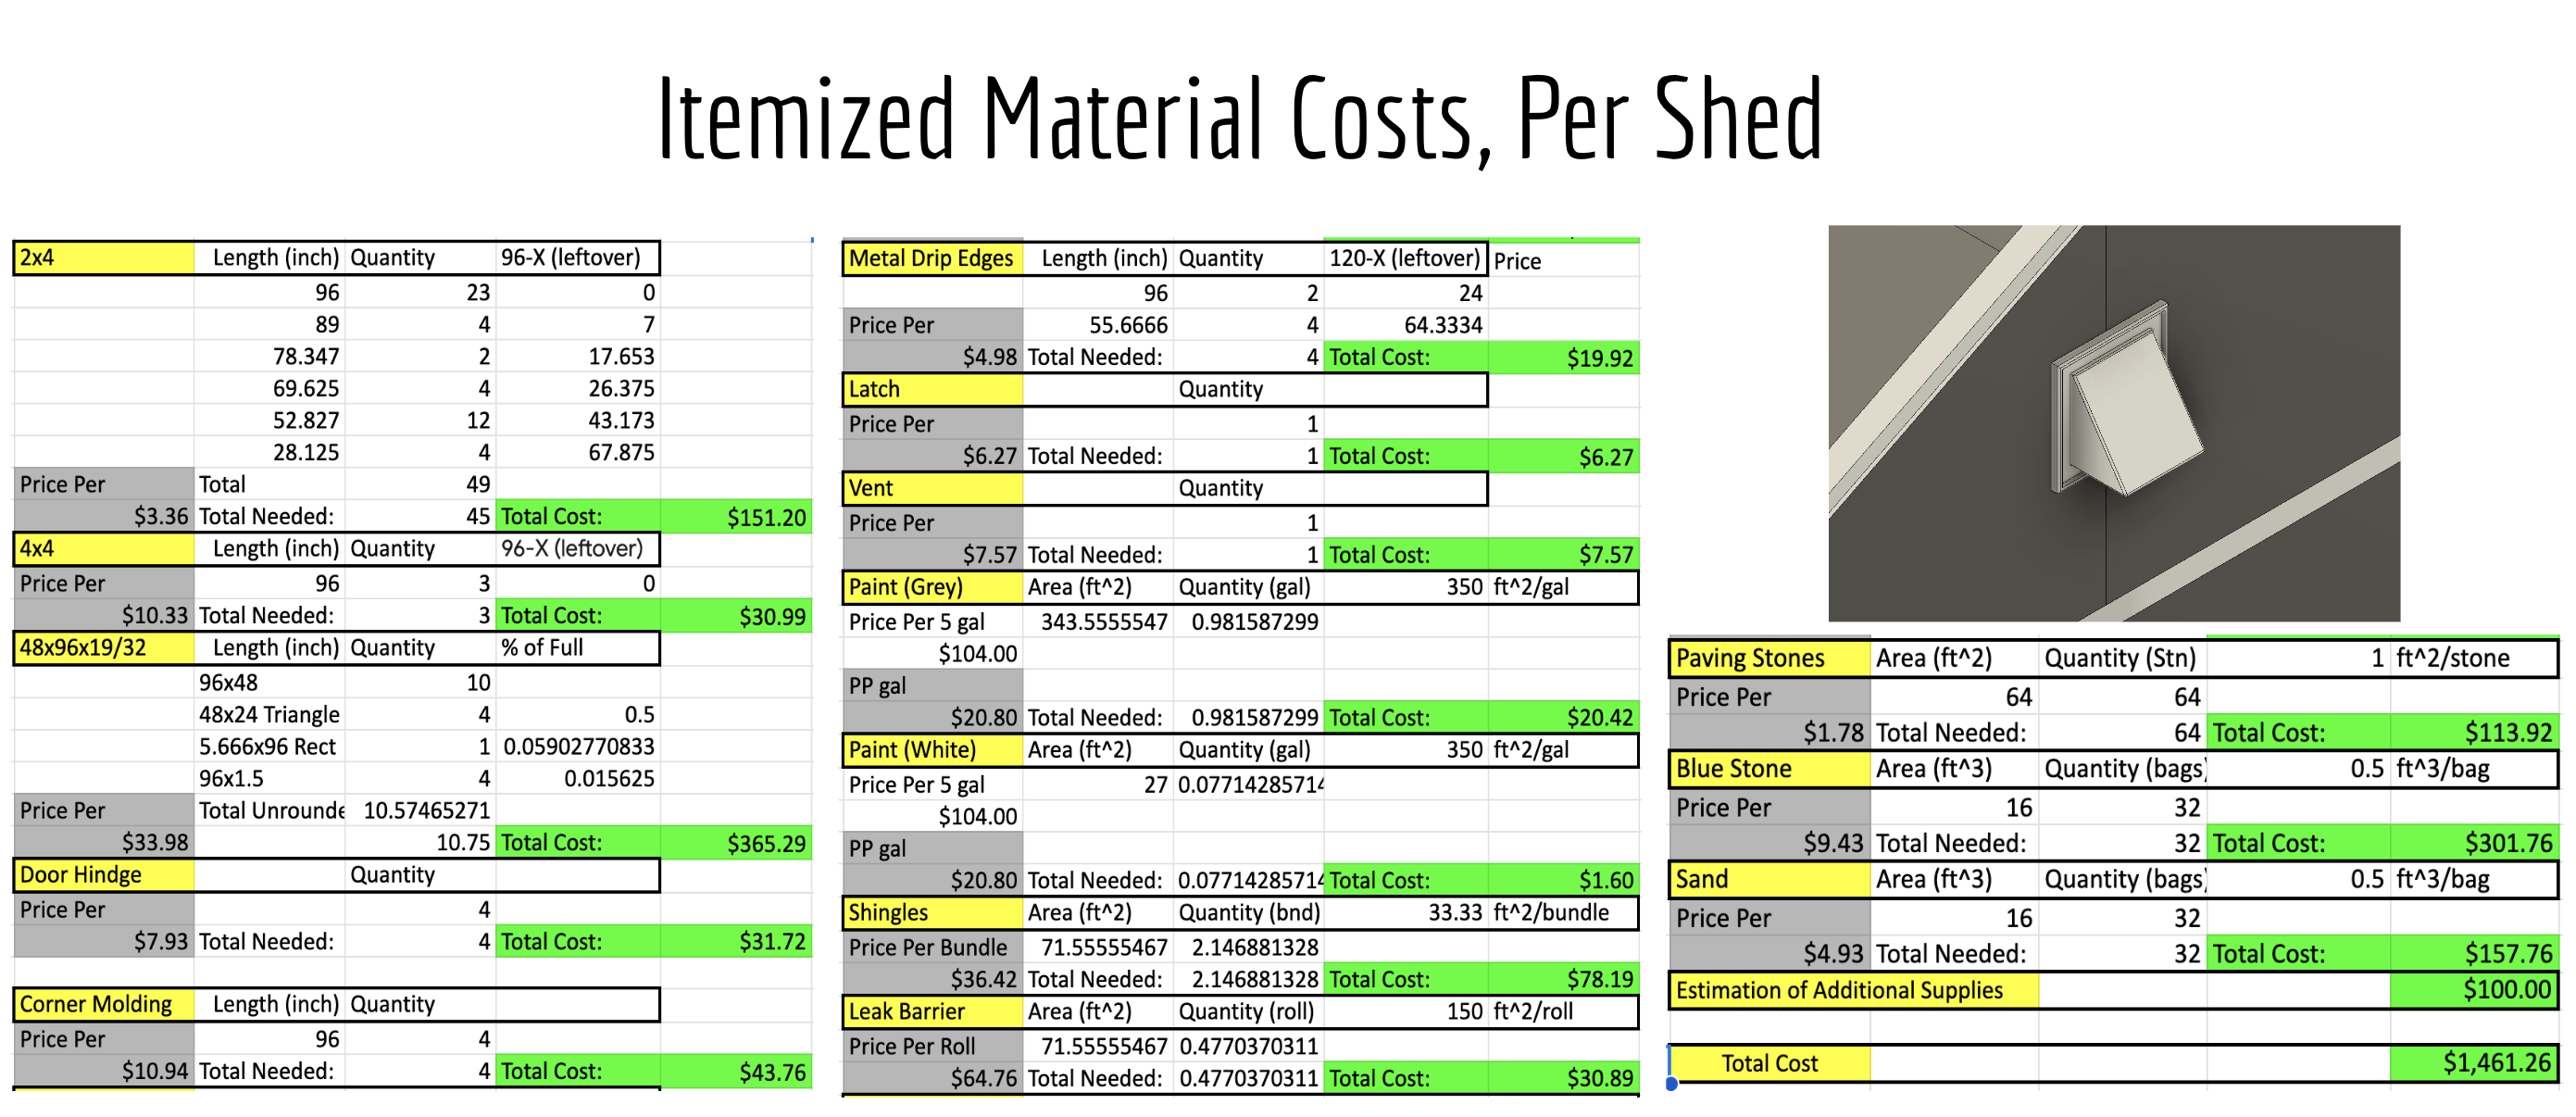 Itemized Material Costs, Per Shed
2x4 Length (inch) Quantity 96-X (leftover)
96 23 0
89 4 7
78.347 2 17.653
69.625 4 26.375
52.827 12 43.173
28.125 4 67.875
Price Per Total 49
$3.36 Total Needed: 45 Total Cost: $151.20
4x4 Length (inch) Quantity 96-X (leftover)
Price Per 96 3 0
$10.33 Total Needed: 3 Total Cost: $30.99
48x96x19/32 Length (inch) Quantity % of Full
96x48 10
48x24 Triangle 4 0.5
5.666x96 Rect 1 0.05902770833
96x1.5 4 0.015625
Price Per Total Unrounde 10.57465271
$33.98 10.75 Total Cost: $365.29
Door Hindge Quantity
Price Per 4
$7.93 Total Needed: 4 Total Cost: $31.72
Corner Molding Length (inch) Quantity
Price Per 96 4
$10.94 Total Needed: 4 Total Cost: $43.76
Metal Drip Edges Length (inch) Quantity 120-X (leftover) Price
96 2 24
Price Per 55.6666 4 64.3334
$4.98 Total Needed: 4 Total Cost: $19.92
Latch Quantity
Price Per 1
$6.27 Total Needed: 1 Total Cost: $6.27
Vent Quantity
Price Per 1
$7.57 Total Needed: 1 Total Cost: $7.57
Paint (Grey) Area (ft^2) Quantity (gal) 350 ft^2/gal
Price Per 5 gal 343.5555547 0.981587299
$104.00
PP gal
$20.80 Total Needed: 0.981587299 Total Cost: $20.42
Paint (White) Area (ft^2) Quantity (gal) 350 ft^2/gal
Price Per 5 gal 27 0.07714285714
$104.00
PP gal
$20.80 Total Needed: 0.07714285714 Total Cost: $1.60
Shingles Area (ft^2) Quantity (bnd) 33.33 ft^2/bundle
Price Per Bundle 71.55555467 2.146881328
$36.42 Total Needed: 2.146881328 Total Cost: $78.19
Leak Barrier Area (ft^2) Quantity (roll) 150 ft^2/roll
Price Per Roll 71.55555467 0.4770370311
$64.76 Total Needed: 0.4770370311 Total Cost: $30.89
Paving Stones Area (ft^2) Quantity (Stn) 1 ft^2/stone
Price Per 64 64
$1.78 Total Needed: 64 Total Cost: $113.92
Blue Stone Area (ft^3) Quantity (bags) 0.5 ft^3/bag
Price Per 16 32
$9.43 Total Needed: 32 Total Cost: $301.76
Sand Area (ft^3) Quantity (bags) 0.5 ft^3/bag
Price Per 16 32
$4.93 Total Needed: 32 Total Cost: $157.76
Estimation of Additional Supplies $100.00
Total Cost $1,461.26